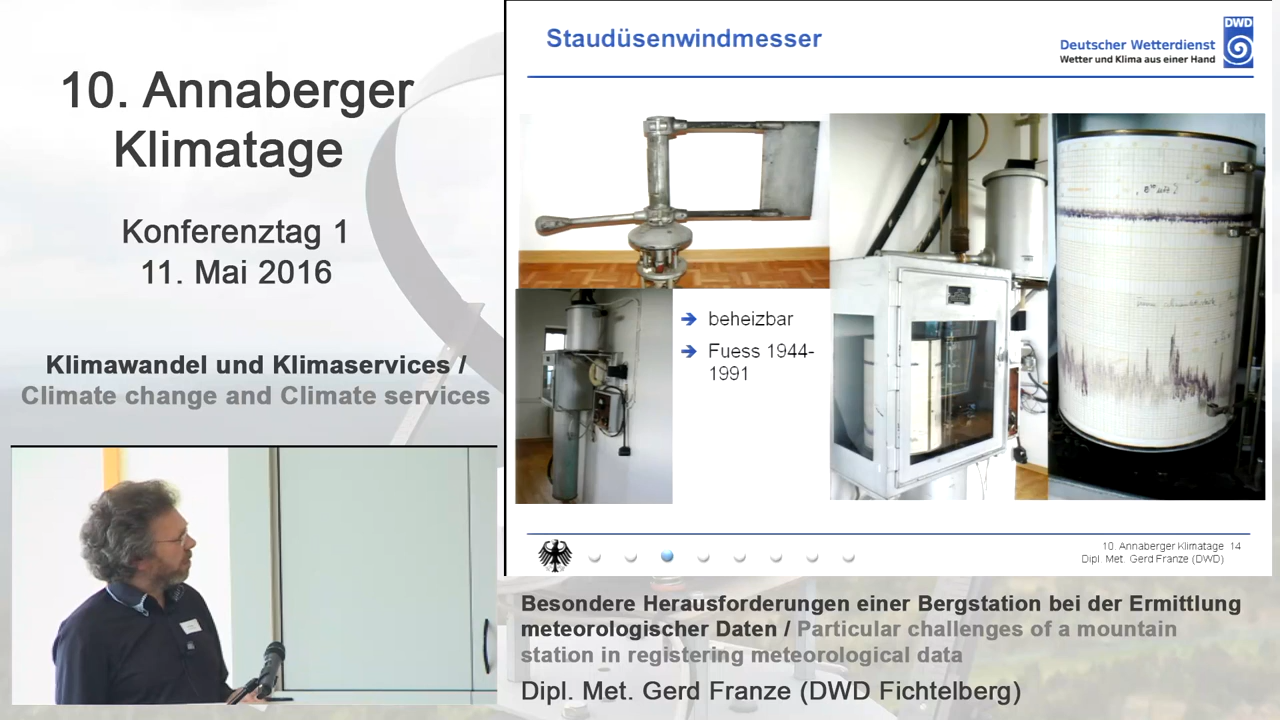 10. Annaberger
Klimatage
Konferenztag 1
11. Mai 2016
Klimawandel und Klimaservices /
Climate change and Climate services
Staudüsenwindmesser
DWD
Deutscher Wetterdienst
Wetter und Klima aus einer Hand
beheizbar
Fuess 1944-
1991
10. Annaberger Klimatage 14
Dipl. Met. Gerd Franze (DWD)
Besondere Herausforderungen einer Bergstation bei der Ermittlung
meteorologischer Daten / Particular challenges of a mountain
station in registering meteorological data
Dipl. Met. Gerd Franze (DWD Fichtelberg)